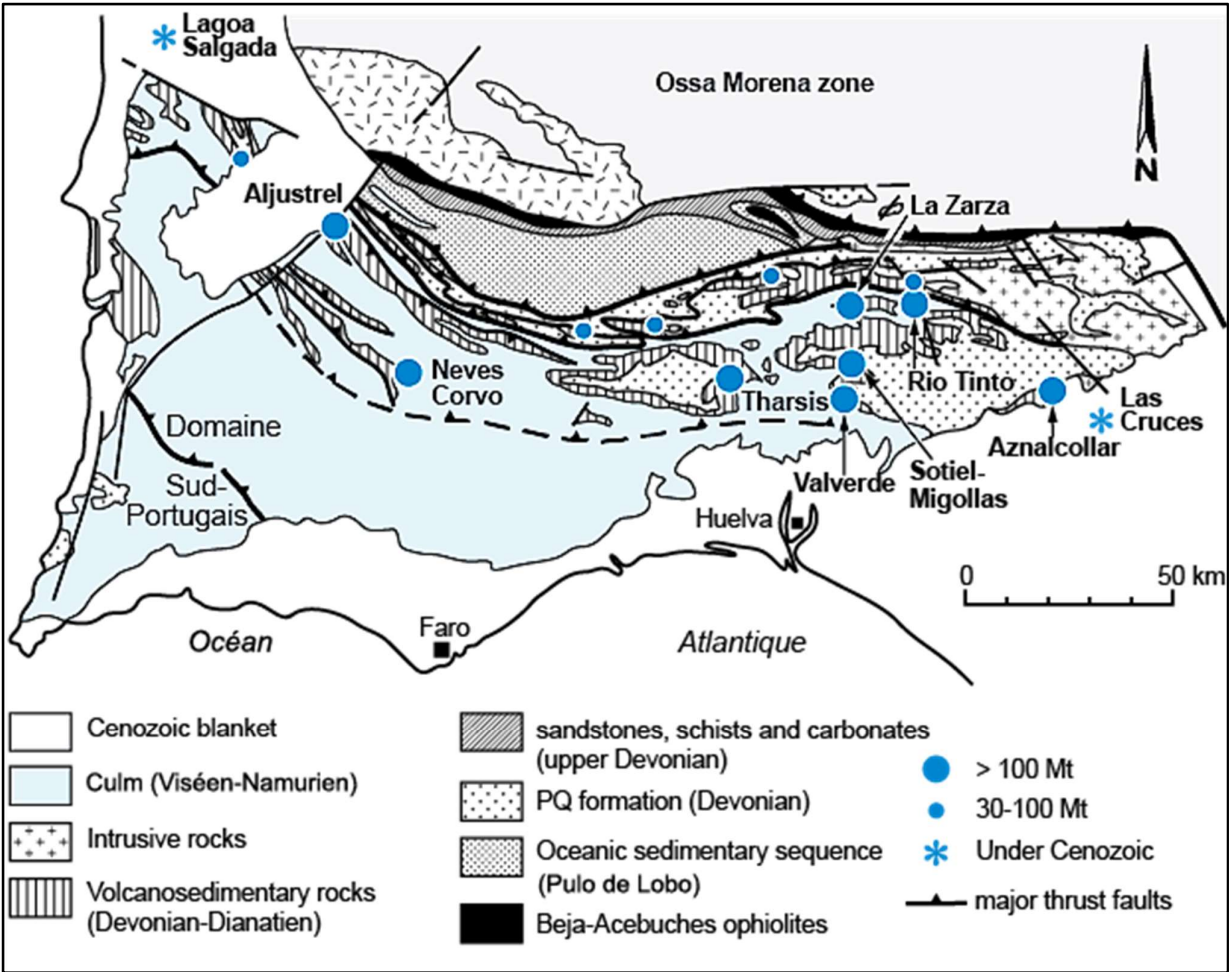 Lagoa
Salgada
Ossa Morena zone
N
Aljustrel
La Zarza
Neves
Corvo
Tharsis
Rio Tinto
Las
Cruces
Aznalcollar
Domaine
Sud-
Portugais
Valverde
Sotiel-
Migollas
Huelva
0 50 km
Faro
Océan
Atlantique
Cenozoic blanket
Culm (Viséen-Namurien)
Intrusive rocks
Volcanosedimentary rocks
(Devonian-Dianatien)
sandstones, schists and carbonates
(upper Devonian)
PQ formation (Devonian)
Oceanic sedimentary sequence
(Pulo de Lobo)
Beja-Acebuches ophiolites
> 100 Mt
30-100 Mt
Under Cenozoic
major thrust faults